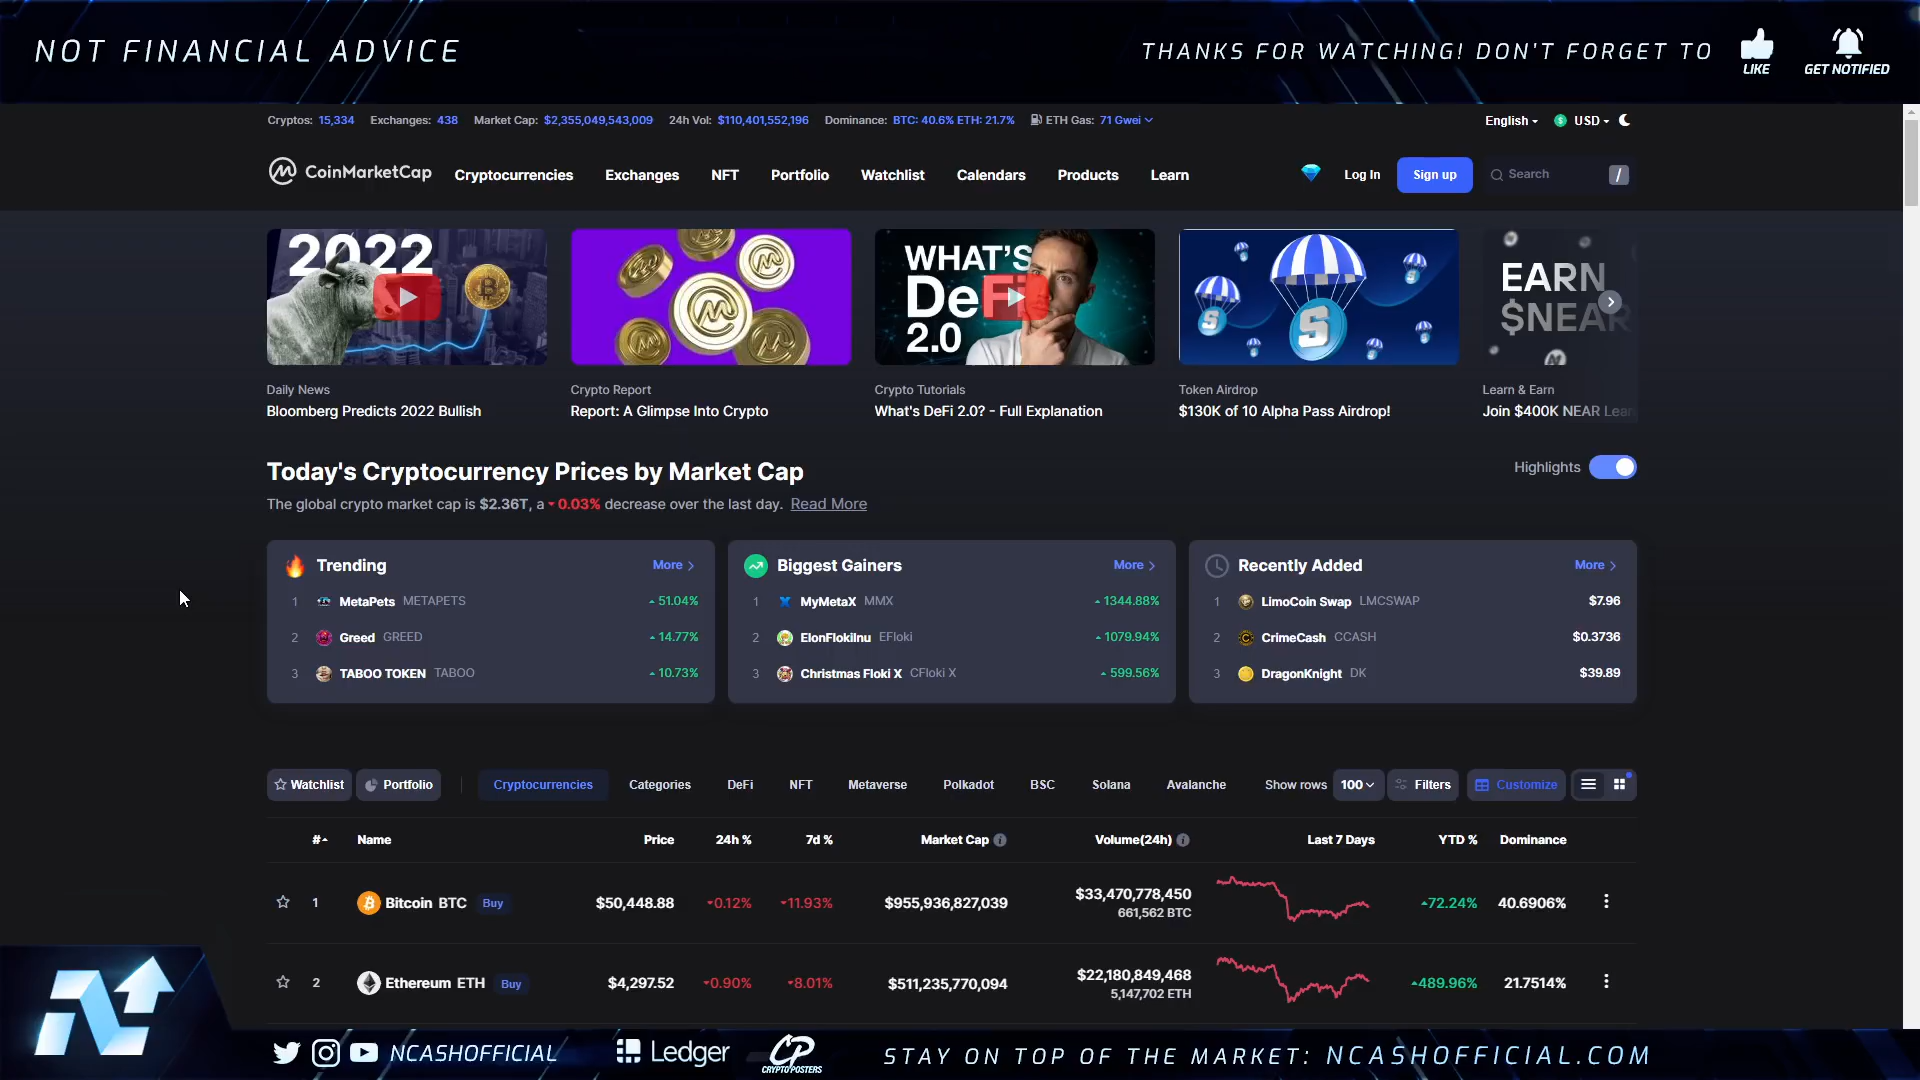 NOT FINANCIAL ADVICE
THANKS FOR WATCHING! DON'T FORGET TO
LIKE
GET NOTIFIED
Cryptos: 15,334 Exchanges: 438 Market Cap: $2,355,049,543,009 24h Vol: $110,401,552,196 Dominance: BTC: 40.6% ETH: 21.7% ETH Gas: 71 Gwei
English USD
CoinMarketCap Cryptocurrencies Exchanges NFT Portfolio Watchlist Calendars Products Learn
Log In Sign up Search /
2022
WHAT'S
DeFi
2.0
S
S
EARN
$NEAR
Daily News
Bloomberg Predicts 2022 Bullish
Crypto Report
Report: A Glimpse Into Crypto
Crypto Tutorials
What's DeFi 2.0? - Full Explanation
Token Airdrop
$130K of 10 Alpha Pass Airdrop!
Learn & Earn
Join $400K NEAR Lear
Today's Cryptocurrency Prices by Market Cap
Highlights
The global crypto market cap is $2.36T, a 0.03% decrease over the last day. Read More
Trending More
1 MetaPets METAPETS 51.04%
2 Greed GREED 14.77%
3 TABOO TOKEN TABOO 10.73%
Biggest Gainers More
1 MyMetaX MMX 1344.88%
2 ElonFlokiInu EFloki 1079.94%
3 Christmas Floki X CFloki X 599.56%
Recently Added More
1 LimoCoin Swap LMCSWAP $7.96
2 CrimeCash CCASH $0.3736
3 DragonKnight DK $39.89
Watchlist Portfolio Cryptocurrencies Categories DeFi NFT Metaverse Polkadot BSC Solana Avalanche Show rows 100 Filters Customize
# Name Price 24h % 7d % Market Cap Volume(24h) Last 7 Days YTD % Dominance
1 Bitcoin BTC Buy $50,448.88 0.12% 11.93% $955,936,827,039 $33,470,778,450 72.24% 40.6906%
661,562 BTC
2 Ethereum ETH Buy $4,297.52 0.90% 8.01% $511,235,770,094 $22,180,849,468 489.96% 21.7514%
5,147,702 ETH
NCASHOFFICIAL
Ledger
CP
CRYPTOPOSTERS
STAY ON TOP OF THE MARKET: NCASHOFFICIAL.COM